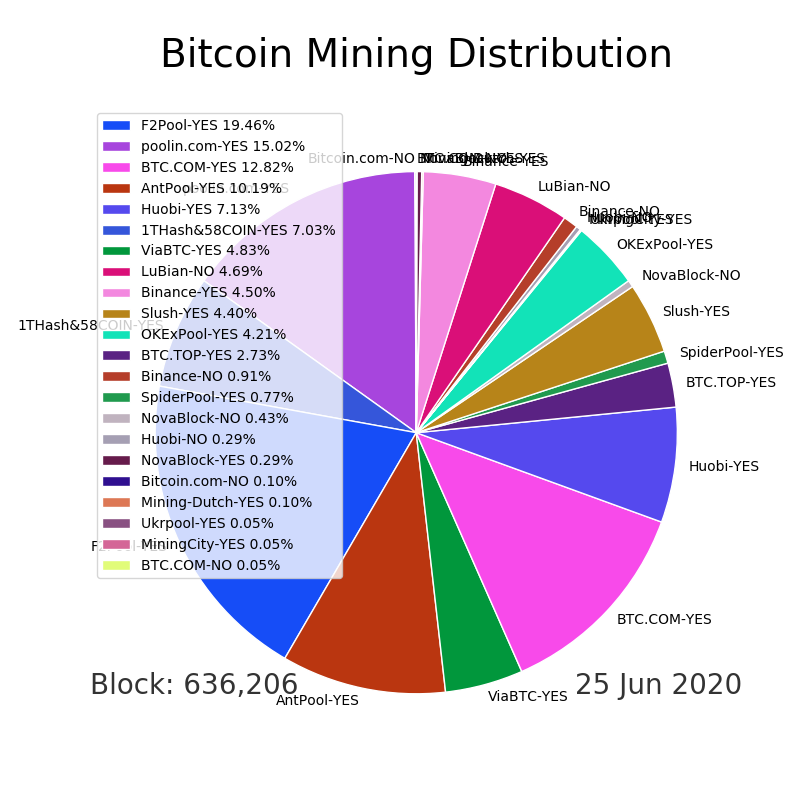 Bitcoin Mining Distribution
F2Pool-YES 19.46%
poolin.com-YES 15.02%
BTC.COM-YES 12.82%
AntPool-YES 10.19%
Huobi-YES 7.13%
1THash&58COIN-YES 7.03%
ViaBTC-YES 4.83%
LuBian-NO 4.69%
Binance-YES 4.50%
Slush-YES 4.40%
OKExPool-YES 4.21%
BTC.TOP-YES 2.73%
Binance-NO 0.91%
SpiderPool-YES 0.77%
NovaBlock-NO 0.43%
Huobi-NO 0.29%
NovaBlock-YES 0.29%
Bitcoin.com-NO 0.10%
Mining-Dutch-YES 0.10%
Ukrpool-YES 0.05%
MiningCity-YES 0.05%
BTC.COM-NO 0.05%
Bitcoin.com-NO
Binance-YES
LuBian-NO
Binance-NO
OKExPool-YES
NovaBlock-NO
Slush-YES
SpiderPool-YES
BTC.TOP-YES
Huobi-YES
BTC.COM-YES
ViaBTC-YES
AntPool-YES
1THash&58COIN-YES
Block: 636,206
25 Jun 2020